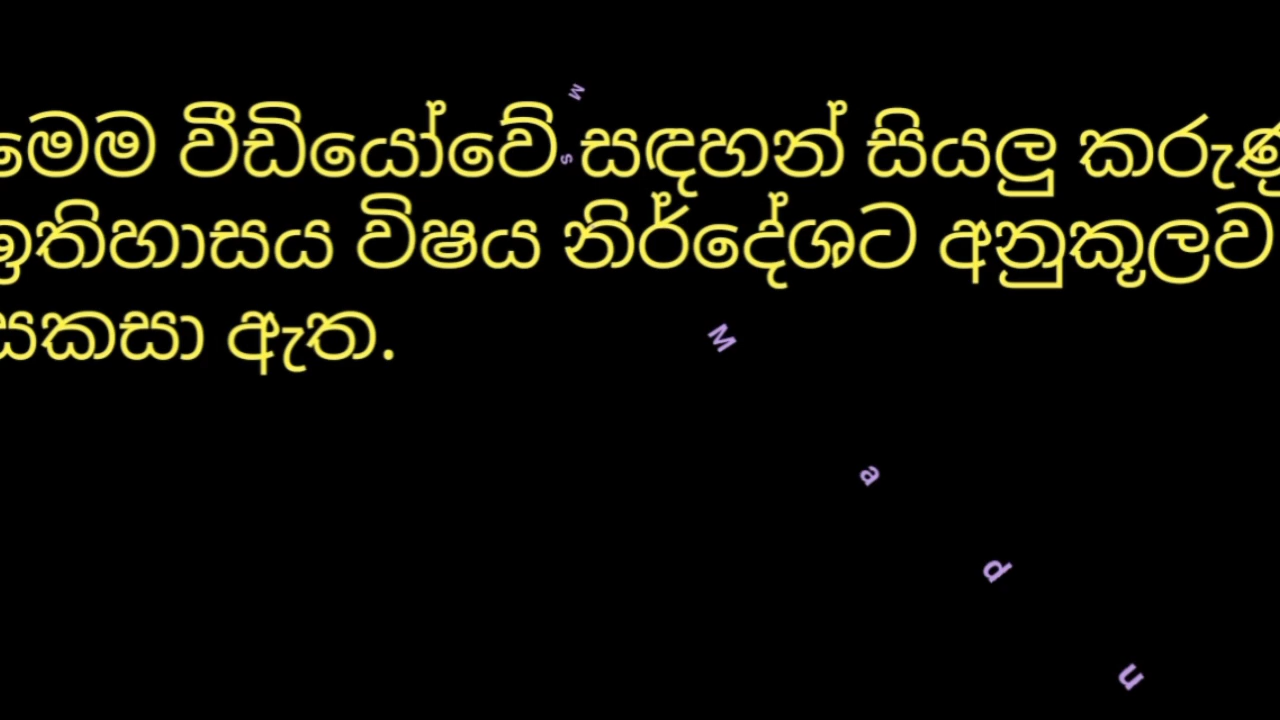 මෙම වීඩියෝවේ සඳහන් සියලු
ඉතිහාසය විෂය නිර්දේශට අනුකූලව
සකසා ඇත.
M
s
M
a
d
u